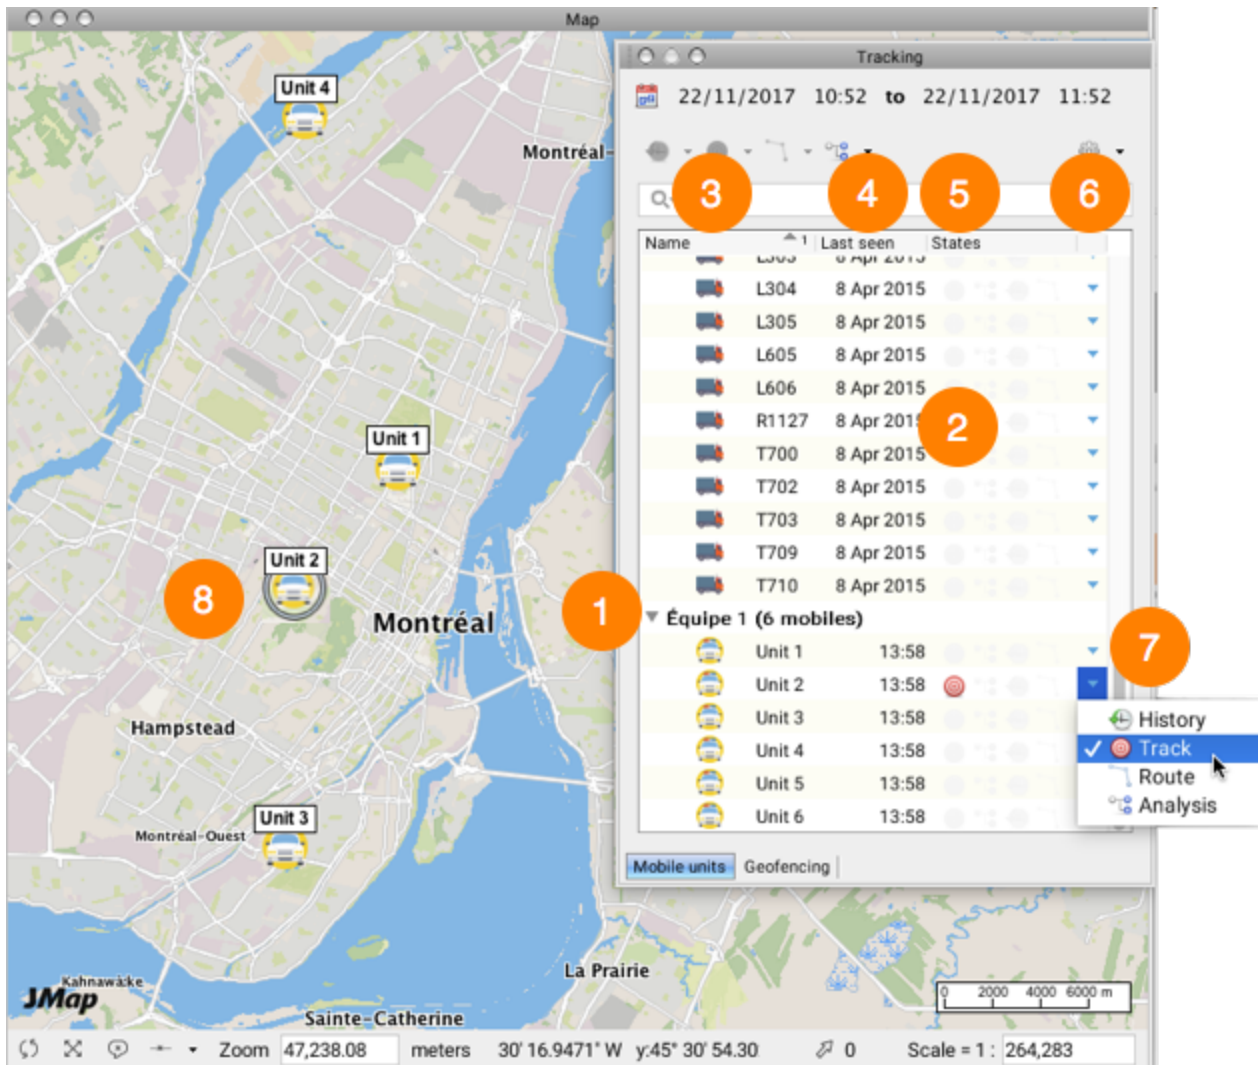 Map
Unit 4
Montréal-
Unit 1
Unit 2
8
Montréal
Hampstead
Unit 3
Montréal-Ouest
La Prairie
Kahnawà:ke
JMap
Sainte-Catherine
0 2000 4000 6000 m
Tracking
22/11/2017 10:52 to 22/11/2017 11:52
3 4 5 6
Name 1 Last seen States
L303 8 Apr 2015
L304 8 Apr 2015
L305 8 Apr 2015
L605 8 Apr 2015
L606 8 Apr 2015
R1127 8 Apr 201
2
T700 8 Apr 2015
T702 8 Apr 2015
T703 8 Apr 2015
T709 8 Apr 2015
T710 8 Apr 2015
1
Équipe 1 (6 mobiles)
Unit 1 13:58
7
Unit 2 13:58
Unit 3 13:58
Unit 4 13:58
Unit 5 13:58
Unit 6 13:58
History
Track
Route
Analysis
Mobile units Geofencing
Zoom 47,238.08 meters 30' 16.9471" W y:45° 30' 54.30 0 Scale = 1 : 264,283